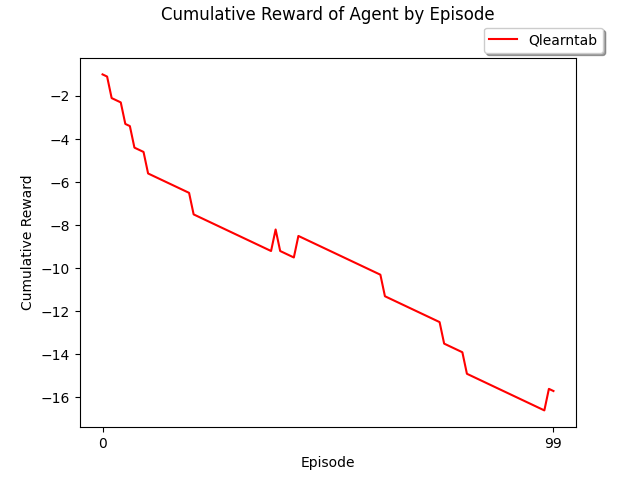 Cumulative Reward of Agent by Episode
Qlearntab
−2
−4
−6
−8
−10
−12
−14
−16
Cumulative Reward
0
99
Episode